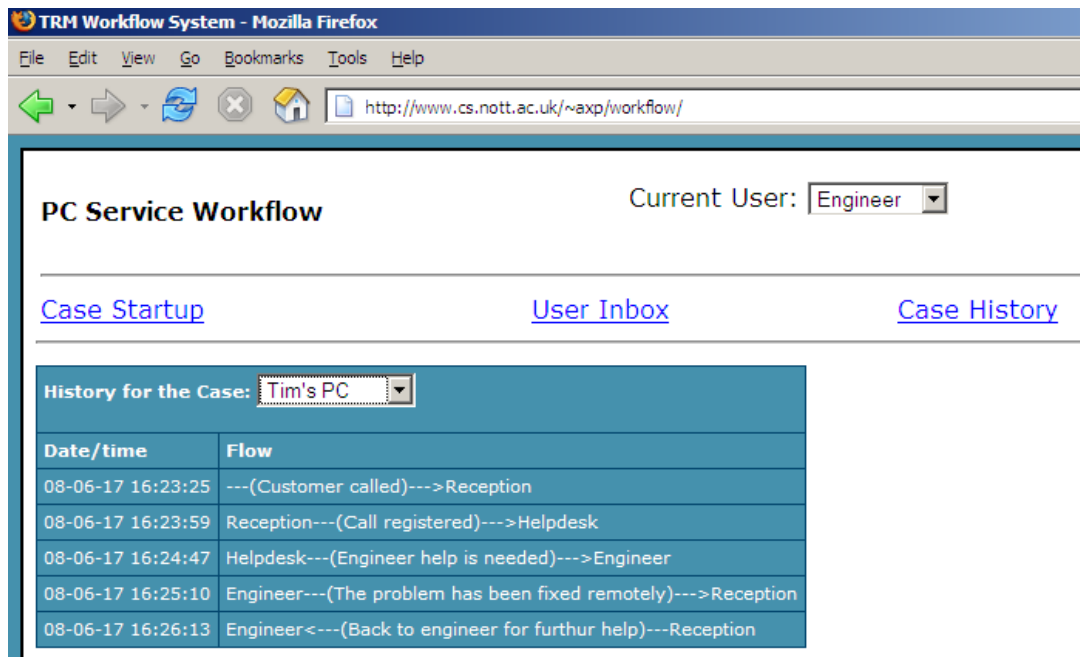 TRM Workflow System - Mozilla Firefox
File Edit View Go Bookmarks Tools Help
http://www.cs.nott.ac.uk/~axp/workflow/
PC Service Workflow
Current User: Engineer
Case Startup User Inbox Case History
History for the Case: Tim's PC
Date/time Flow
08-06-17 16:23:25 ---(Customer called)--->Reception
08-06-17 16:23:59 Reception---(Call registered)--->Helpdesk
08-06-17 16:24:47 Helpdesk---(Engineer help is needed)--->Engineer
08-06-17 16:25:10 Engineer---(The problem has been fixed remotely)--->Reception
08-06-17 16:26:13 Engineer<---(Back to engineer for furthur help)---Reception